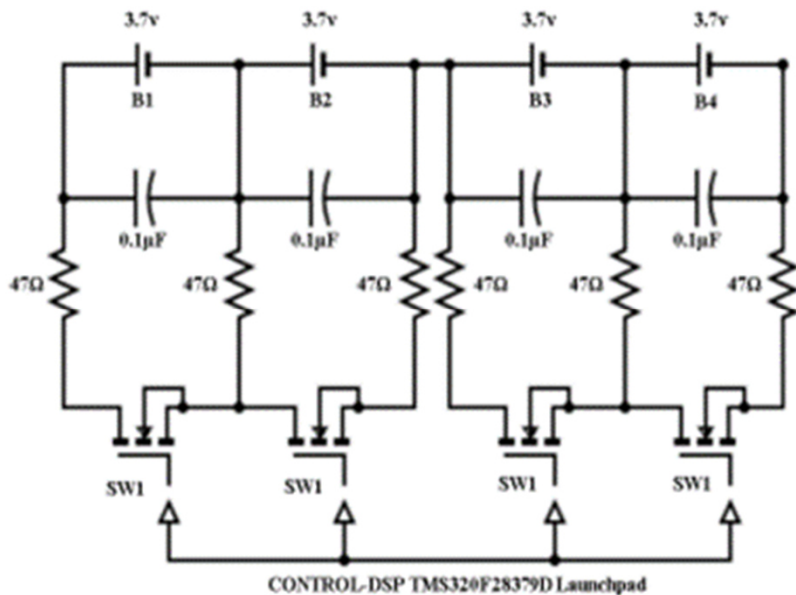 3.7v 3.7v 3.7v 3.7v
B1 B2 B3 B4
0.1µF 0.1µF 0.1µF 0.1µF
47Ω 47Ω 47Ω 47Ω 47Ω 47Ω
SW1 SW1 SW1 SW1
CONTROL-DSP TMS320F28379D Launchpad